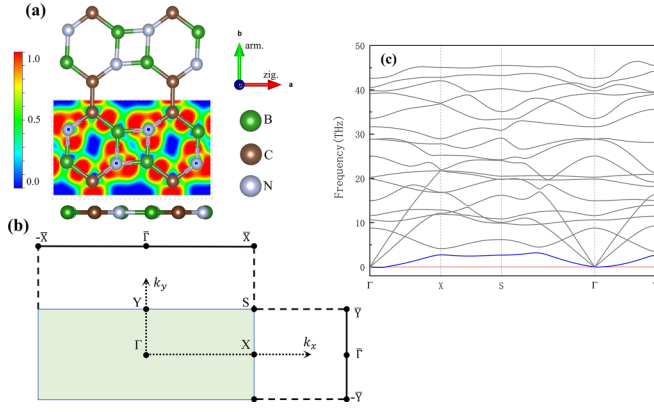 (a)
1.0
0.5
0.0
b
arm.
zig.
a
B
C
N
(b)
-X̄
Γ̄
X̄
k_y
Y
S
Γ
X
k_x
Ȳ
Γ̄
-Ȳ
(c)
Frequency(THz)
50
40
30
20
10
0
Γ
X
S
Γ